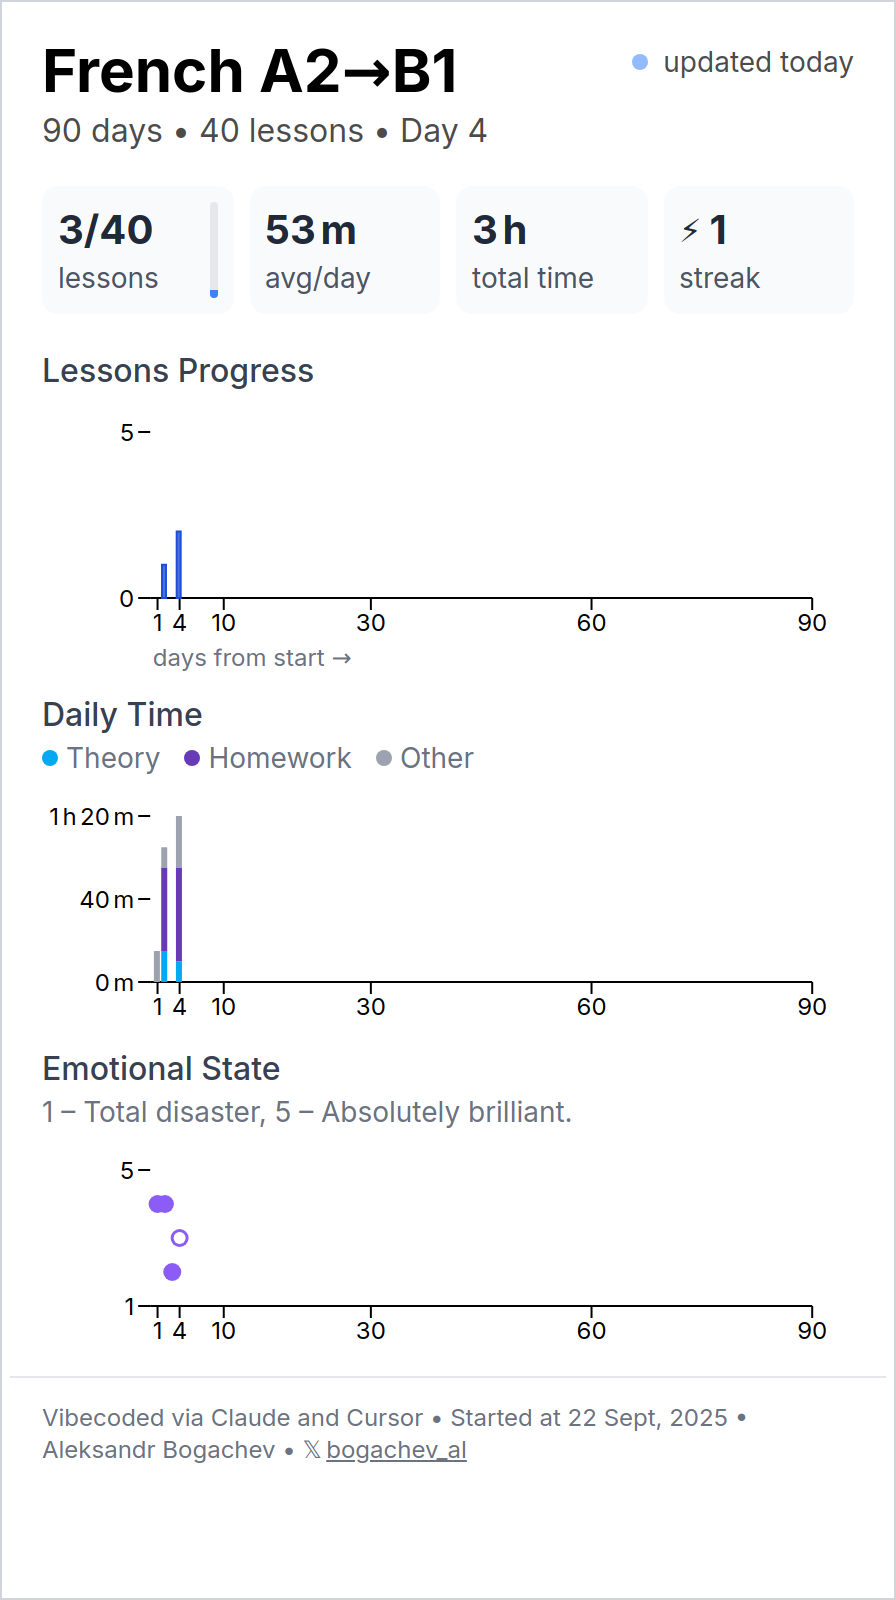 French A2→B1
updated today
90 days • 40 lessons • Day 4
3/40
lessons
53 m
avg/day
3 h
total time
⚡ 1
streak
Lessons Progress
5
0
1 4 10 30 60 90
days from start →
Daily Time
Theory Homework Other
1 h 20 m
40 m
0 m
1 4 10 30 60 90
Emotional State
1 – Total disaster, 5 – Absolutely brilliant.
5
1
1 4 10 30 60 90
Vibecoded via Claude and Cursor • Started at 22 Sept, 2025 •
Aleksandr Bogachev • 𝕏 bogachev_al